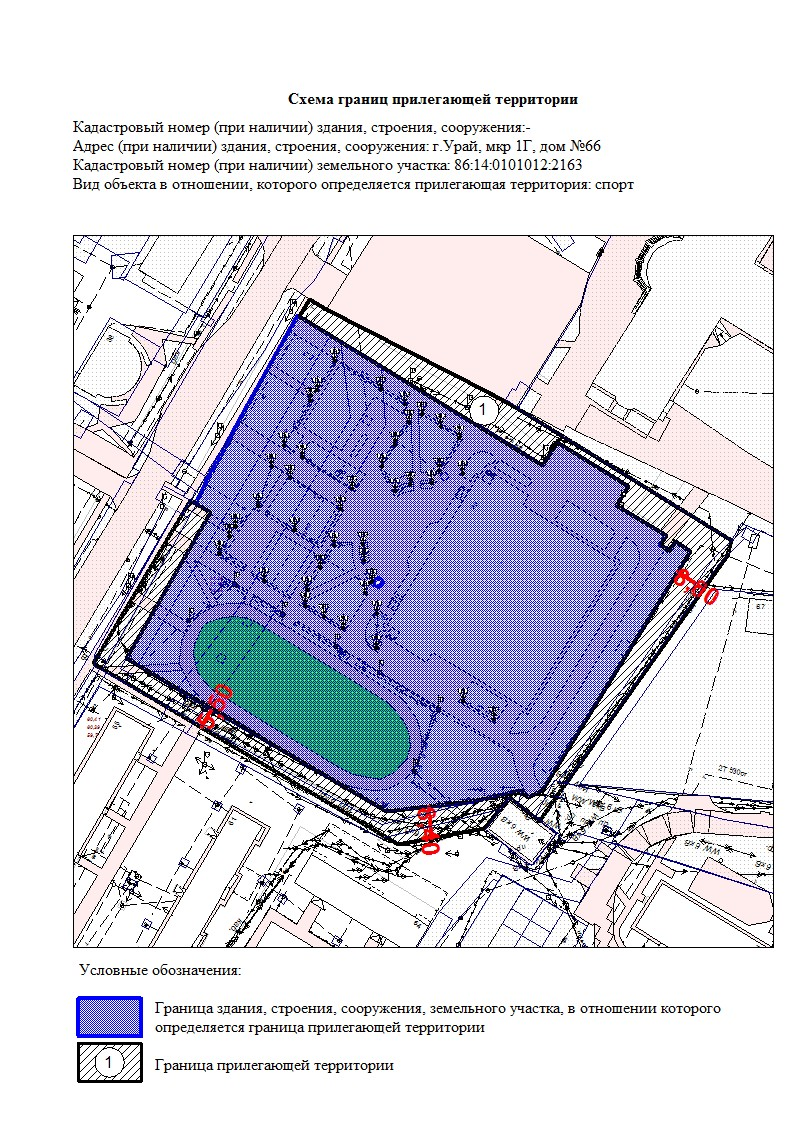 Схема границ прилегающей территории
Кадастровый номер (при наличии) здания, строения, сооружения:-
Адрес (при наличии) здания, строения, сооружения: г.Урай, мкр 1Г, дом №66
Кадастровый номер (при наличии) земельного участка: 86:14:0101012:2163
Вид объекта в отношении, которого определяется прилегающая территория: спорт
1
67
Условные обозначения:
Граница здания, строения, сооружения, земельного участка, в отношении которого
определяется граница прилегающей территории
1
Граница прилегающей территории